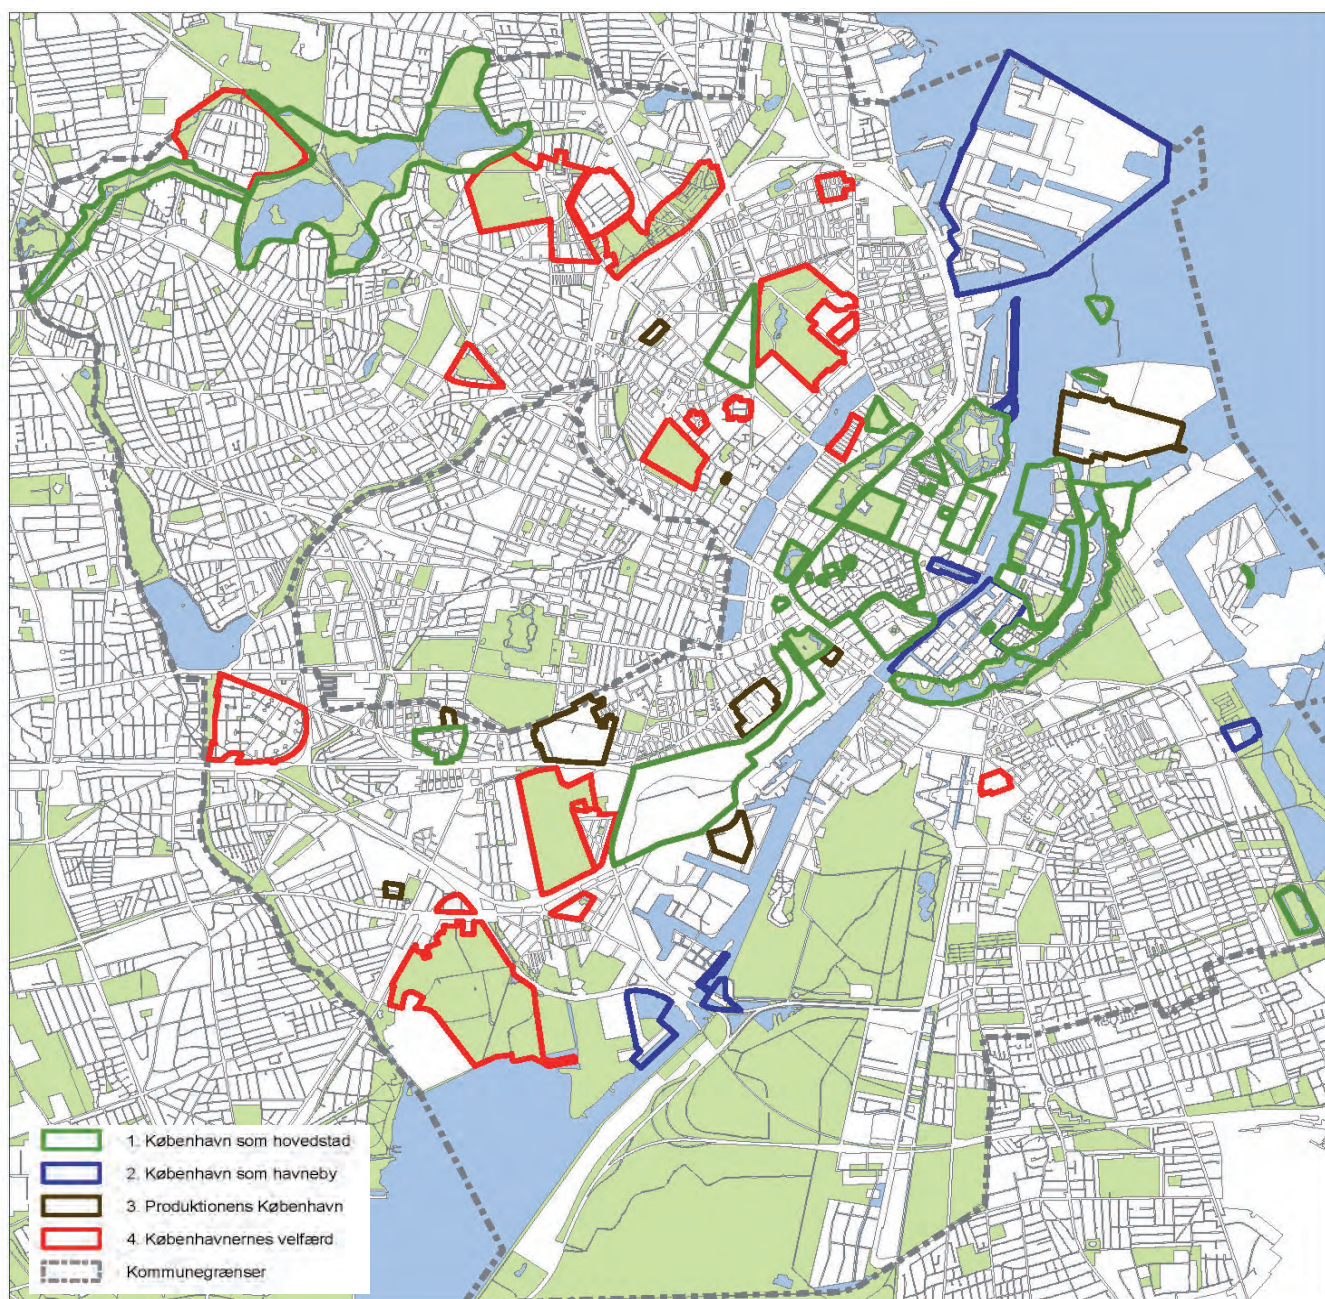 1. København som hovedstad
2. København som havneby
3. Produktionens København
4. Københavnernes velfærd
Kommunegrænser